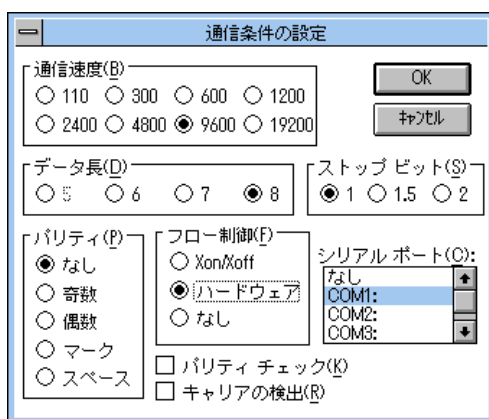 通信条件の設定
通信速度(B)
110 300 600 1200
2400 4800 9600 19200
OK
ｷｬﾝｾﾙ
データ長(D)
5 6 7 8
ストップ ビット(S)
1 1.5 2
パリティ(P)
なし
奇数
偶数
マーク
スペース
フロー制御(F)
Xon/Xoff
ハードウェア
なし
シリアル ポート(C):
なし
COM1:
COM2:
COM3:
パリティ チェック(K)
キャリアの検出(R)